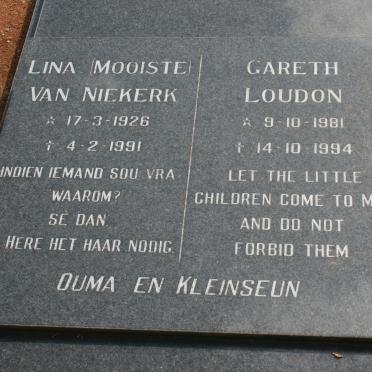 LINA (MOOISTE)
VAN NIEKERK
☆ 17-3-1926
† 4-2-1991
INDIEN IEMAND SOU VRA
WAAROM?
SE DAN
HERE HET HAAR NODIG.
GARETH
LOUDON
☆ 9-10-1981
† 14-10-1994
LET THE LITTLE
CHILDREN COME TO M
AND DO NOT
FORBID THEM
OUMA EN KLEINSEUN